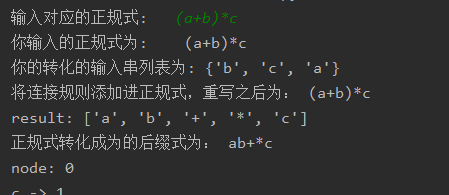 输入对应的正规式： (a+b)*c
你输入的正规式为： (a+b)*c
你的转化的输入串列表为：{'b', 'c', 'a'}
将连接规则添加进正规式，重写之后为： (a+b)*c
result: ['a', 'b', '+', '*', 'c']
正规式转化成为的后缀式为： ab+*c
node: 0
c -> 1